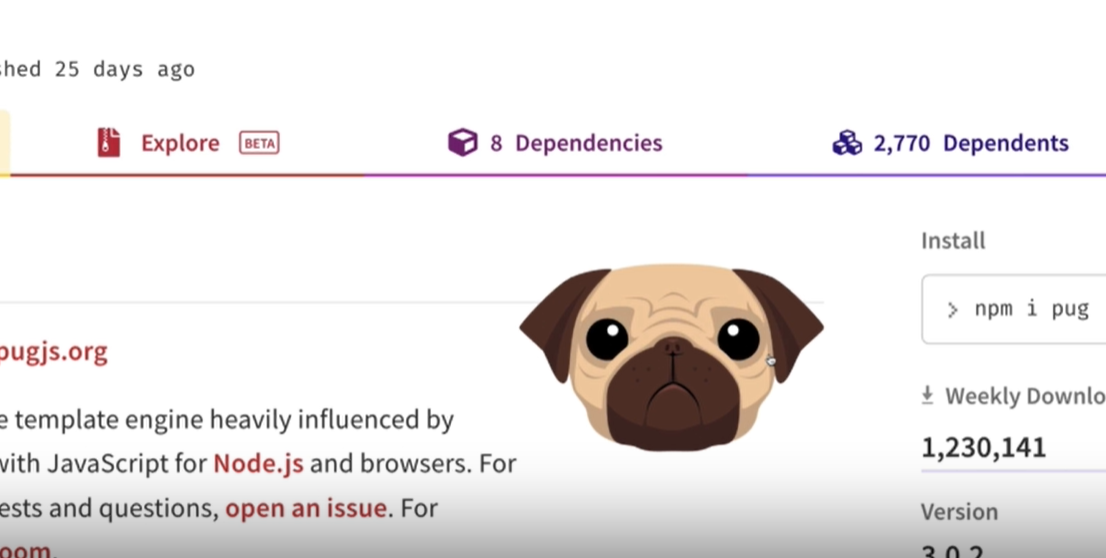 shed 25 days ago
Explore BETA
8 Dependencies
2,770 Dependents
Install
> npm i pug
pugjs.org
e template engine heavily influenced by
with JavaScript for Node.js and browsers. For
ests and questions, open an issue. For
oom.
Weekly Downlo
1,230,141
Version
3.0.2